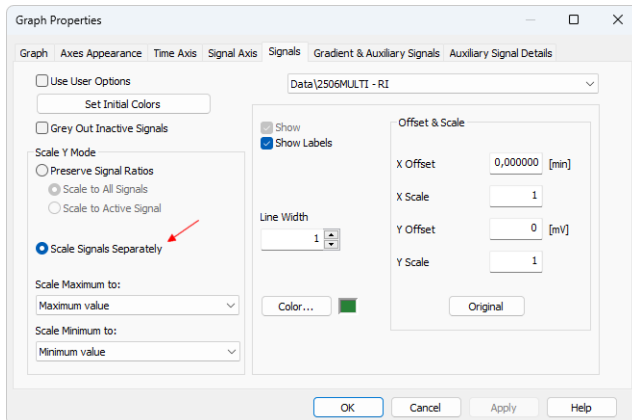 Graph Properties
Graph Axes Appearance Time Axis Signal Axis Signals Gradient & Auxiliary Signals Auxiliary Signal Details
Use User Options
Set Initial Colors
Grey Out Inactive Signals
Scale Y Mode
Preserve Signal Ratios
Scale to All Signals
Scale to Active Signal
Scale Signals Separately
Scale Maximum to:
Maximum value
Scale Minimum to:
Minimum value
Data\2506MULTI - RI
Show
Show Labels
Line Width
1
Color...
Offset & Scale
X Offset 0,000000 [min]
X Scale 1
Y Offset 0 [mV]
Y Scale 1
Original
OK Cancel Apply Help